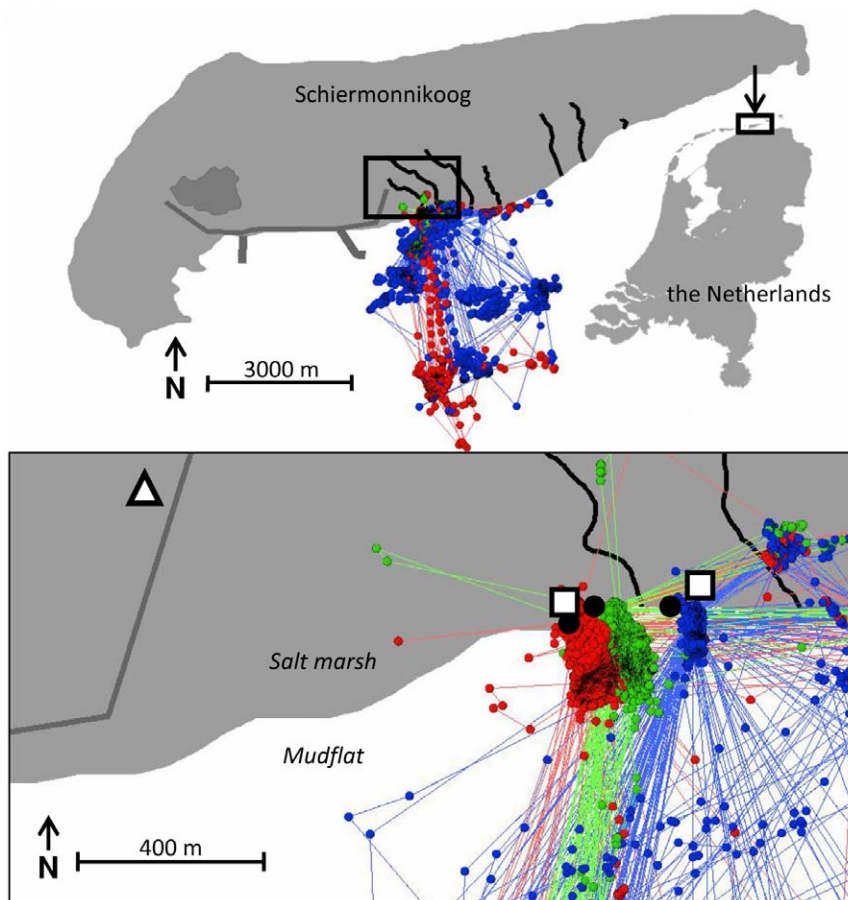 Schiermonnikoog
the Netherlands
N
3000 m
Salt marsh
Mudflat
N
400 m